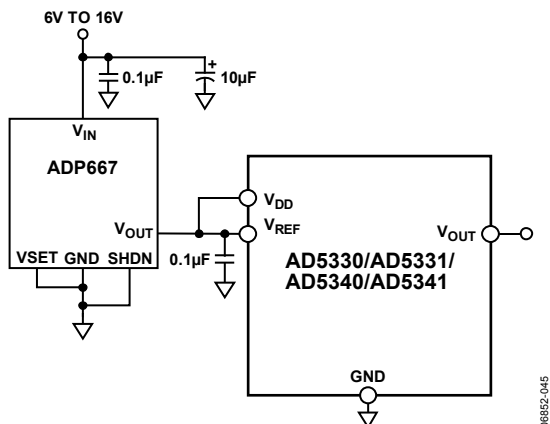 6V TO 16V
0.1µF
10µF
+
VIN
ADP667
VOUT
VSET GND SHDN
0.1µF
VDD
VREF
AD5330/AD5331/
AD5340/AD5341
VOUT
GND
06852-045